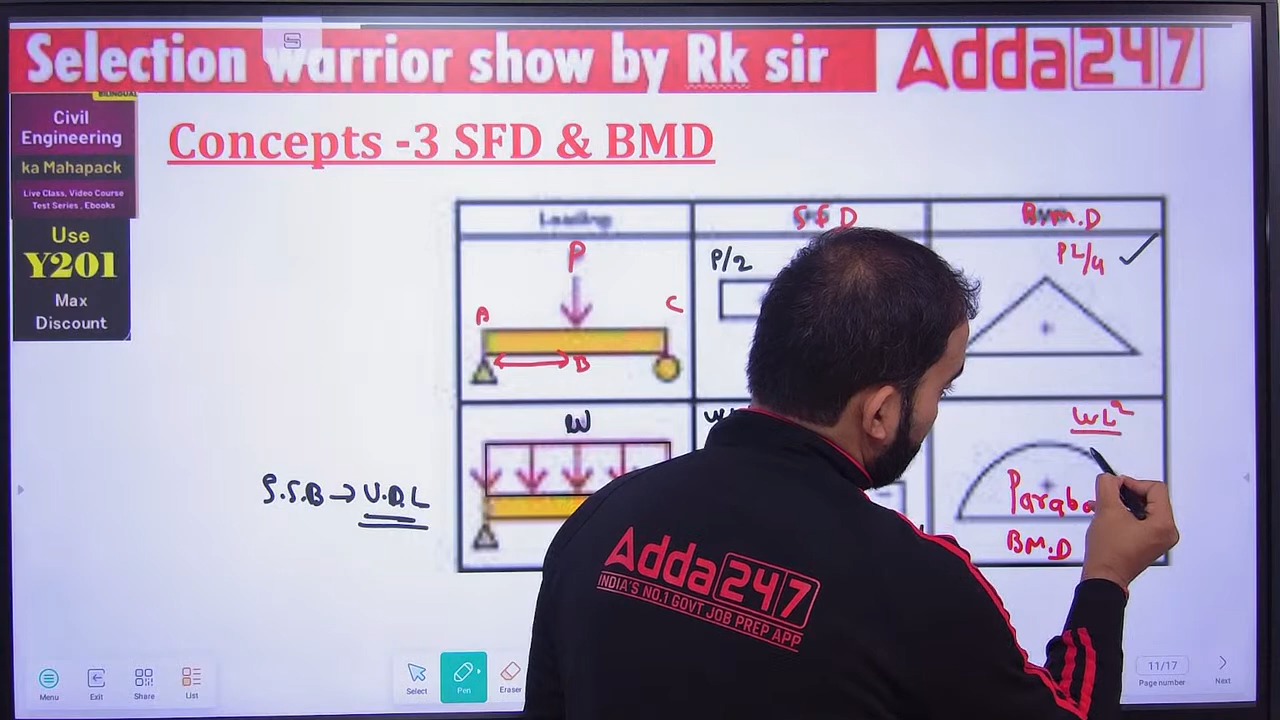 Selection warrior show by Rk sir
Adda247
BILINGUAL
Civil
Engineering
ka Mahapack
Live Class, Video Course
Test Series , Ebooks
Use
Y201
Max
Discount
Concepts -3 SFD & BMD
Loading
S.F.D
B.M.D
P
P/2
PL/4
A
C
B
W
WL²
S.S.B → U.D.L
B.M.D
Adda247
INDIA'S NO.1 GOVT JOB PREP APP
Menu
Exit
Share
List
Select
Pen
Eraser
11/17
Page number
Next